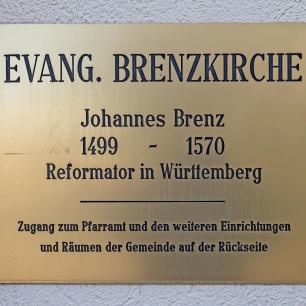 EVANG. BRENZKIRCHE
Johannes Brenz
1499 - 1570
Reformator in Württemberg
Zugang zum Pfarramt und den weiteren Einrichtungen
und Räumen der Gemeinde auf der Rückseite